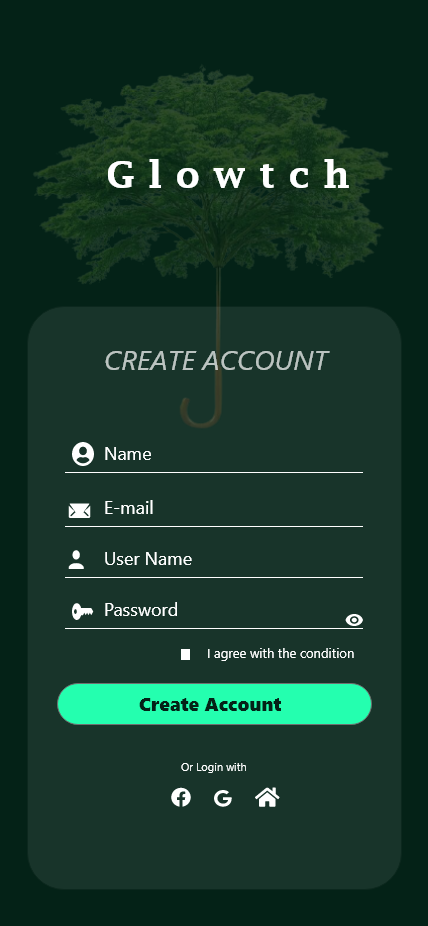 Glowtch
CREATE ACCOUNT
Name
E-mail
User Name
Password
I agree with the condition
Create Account
Or Login with